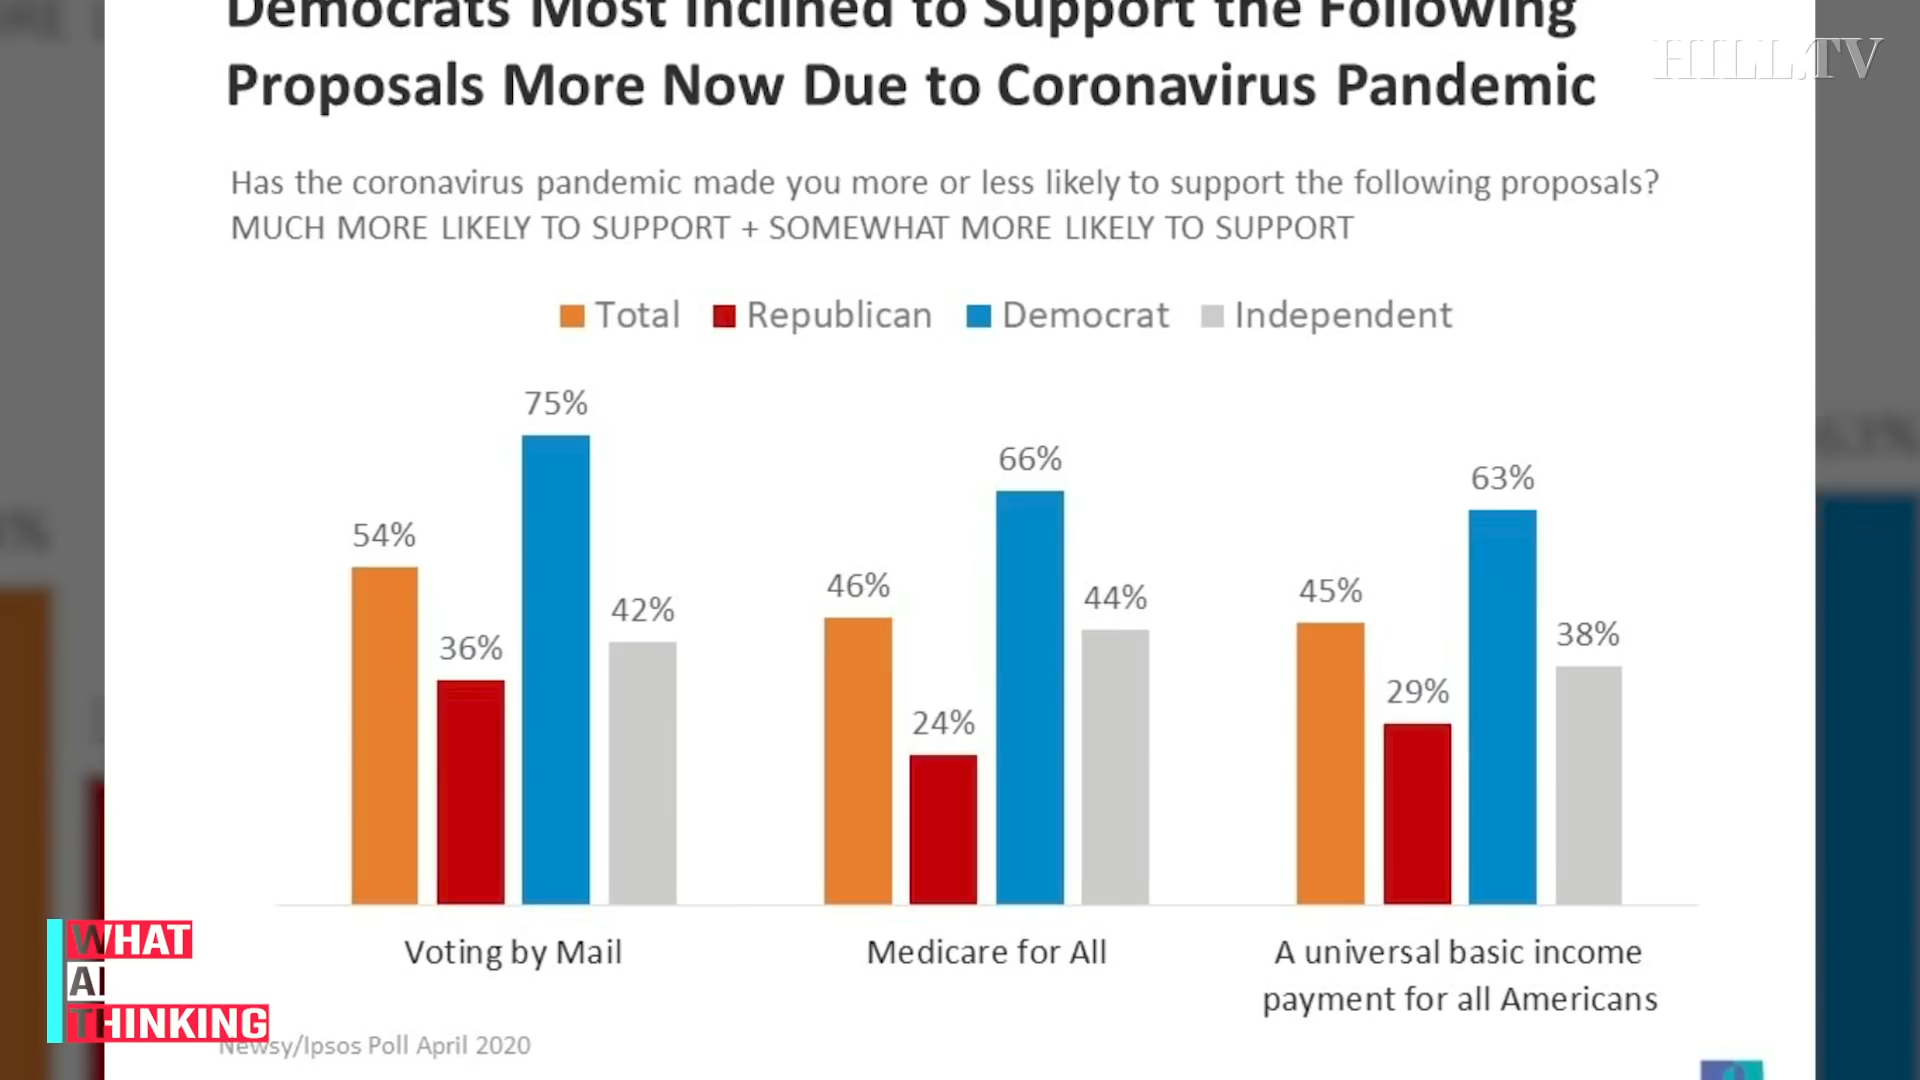 Democrats Most Inclined to Support the Following
Proposals More Now Due to Coronavirus Pandemic
HILL.TV
Has the coronavirus pandemic made you more or less likely to support the following proposals?
MUCH MORE LIKELY TO SUPPORT + SOMEWHAT MORE LIKELY TO SUPPORT
Total Republican Democrat Independent
54% 36% 75% 42%
46% 24% 66% 44%
45% 29% 63% 38%
63%
Voting by Mail
Medicare for All
A universal basic income
payment for all Americans
WHAT
THINKING
Newsy/Ipsos Poll April 2020